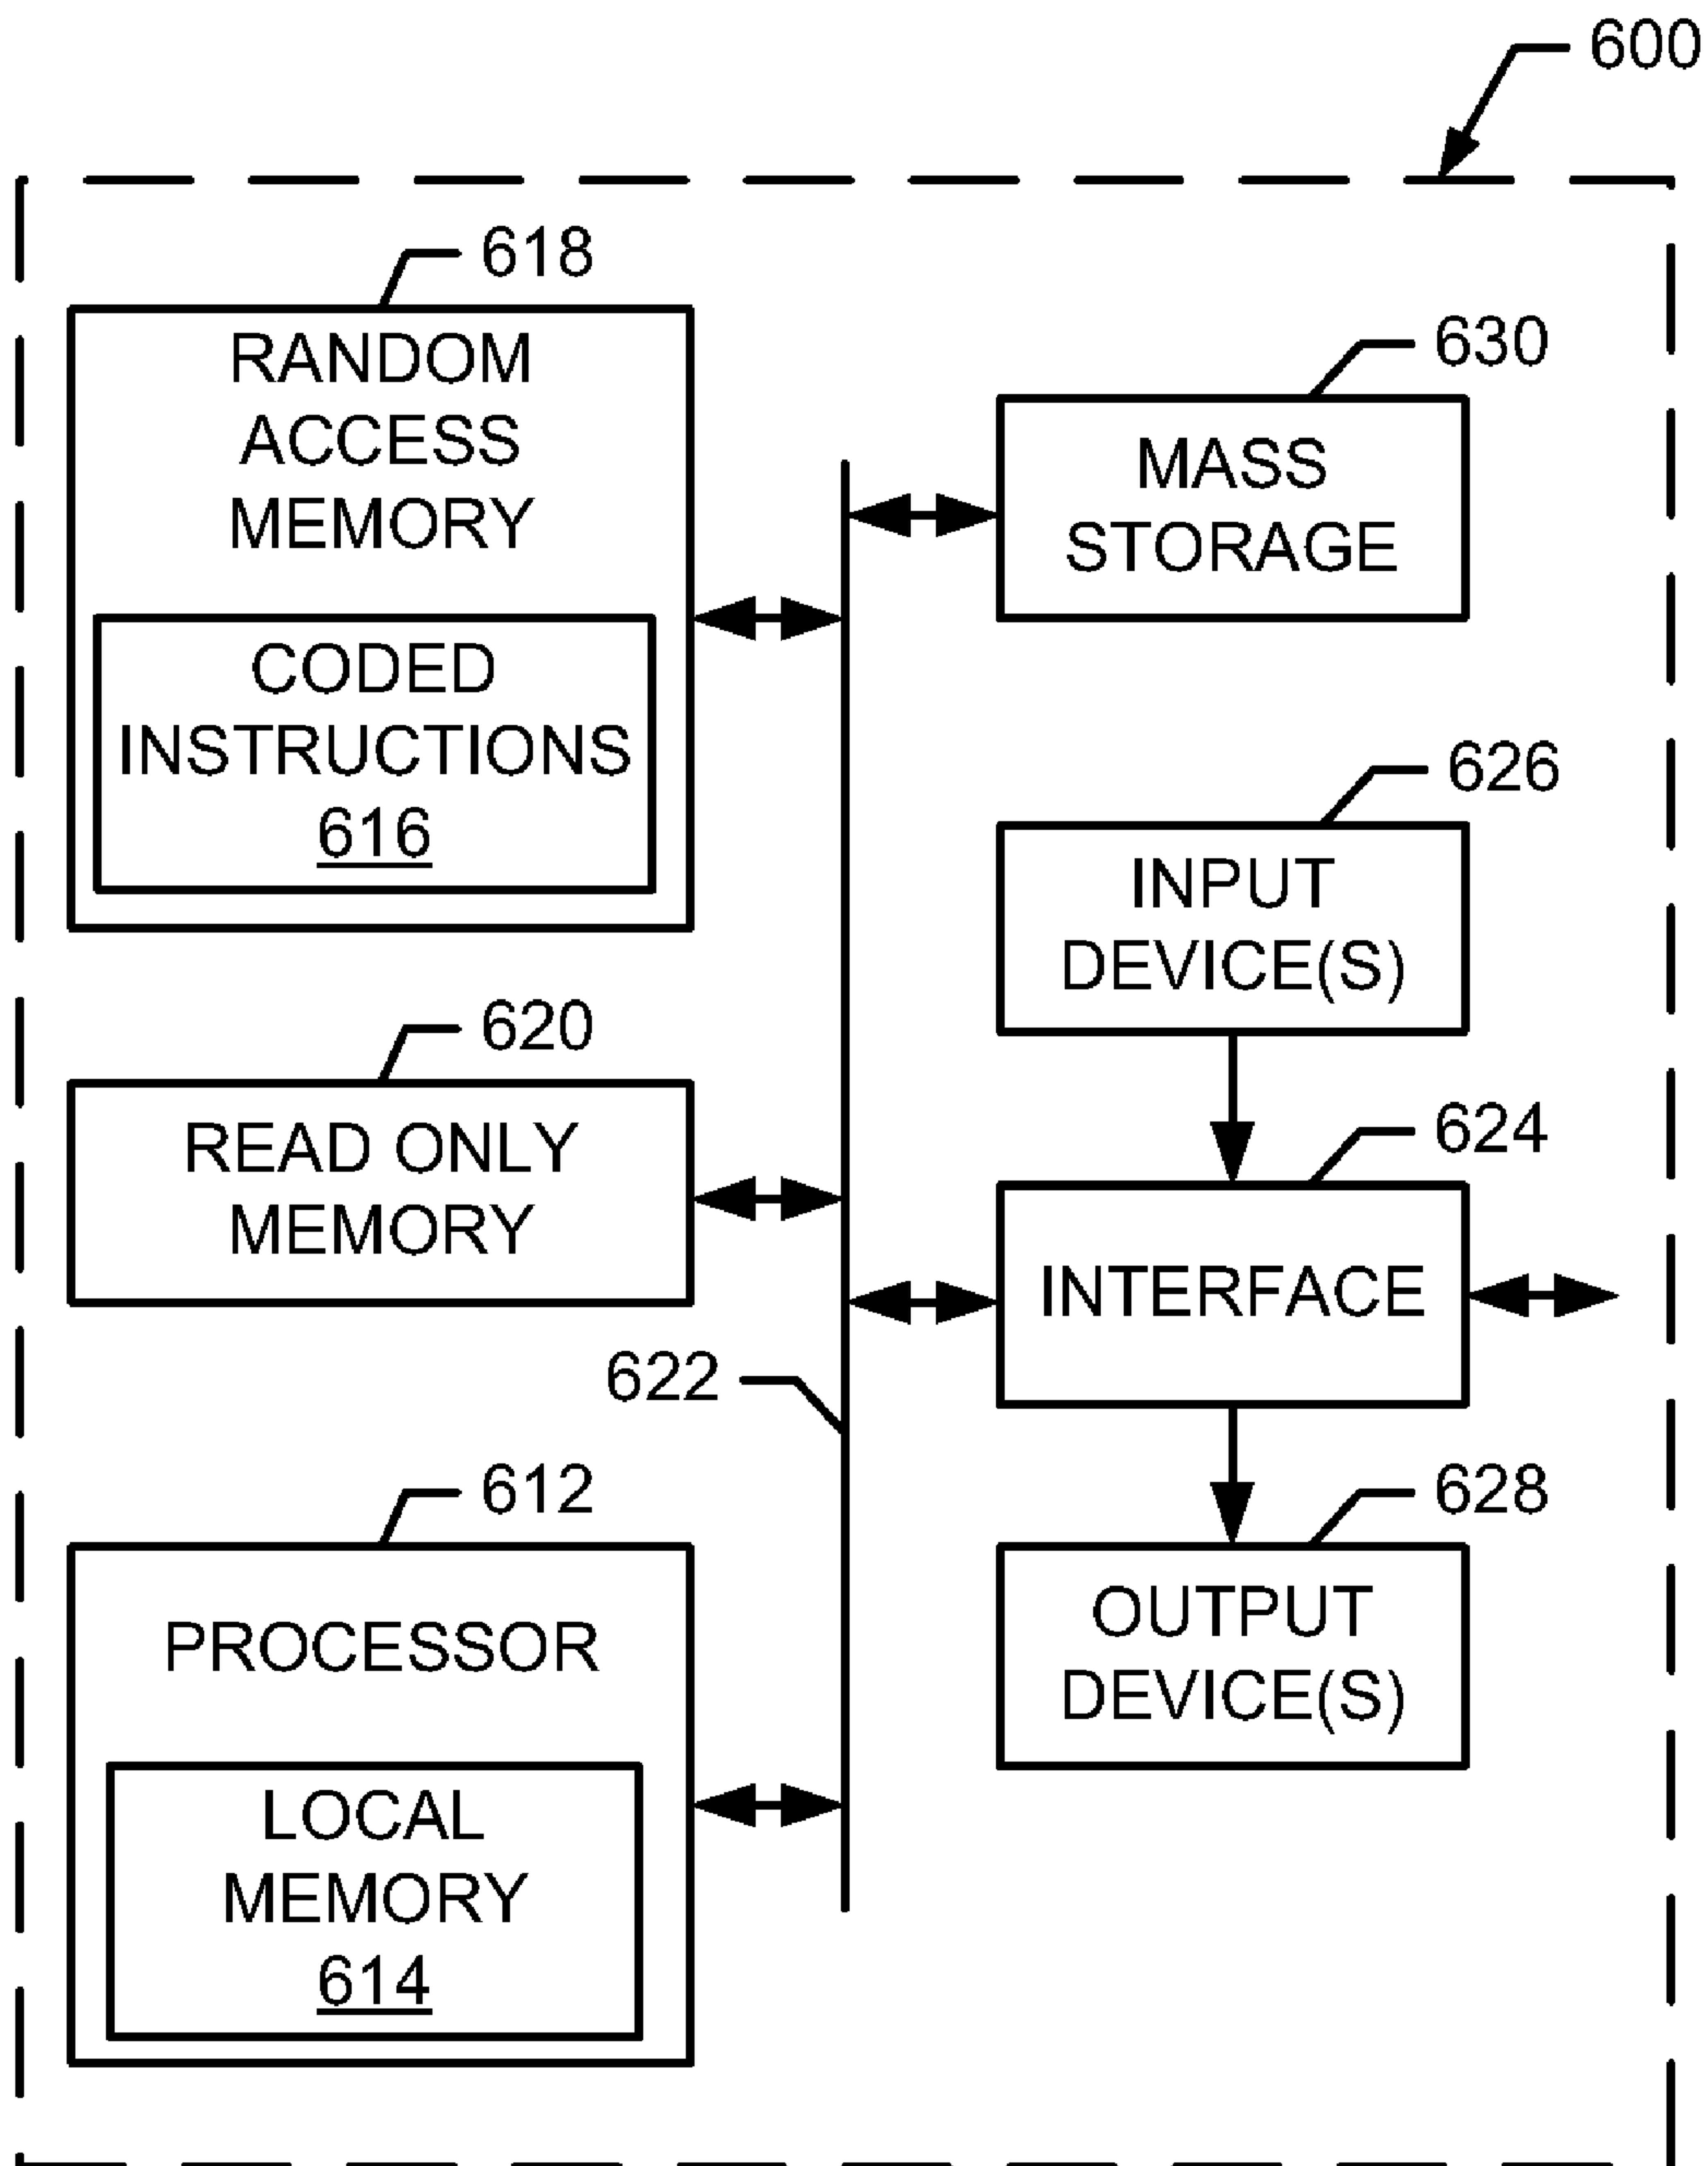 600
618
RANDOM
ACCESS
MEMORY
CODED
INSTRUCTIONS
616
630
MASS
STORAGE
626
INPUT
DEVICE(S)
620
READ ONLY
MEMORY
624
INTERFACE
622
612
PROCESSOR
LOCAL
MEMORY
614
628
OUTPUT
DEVICE(S)